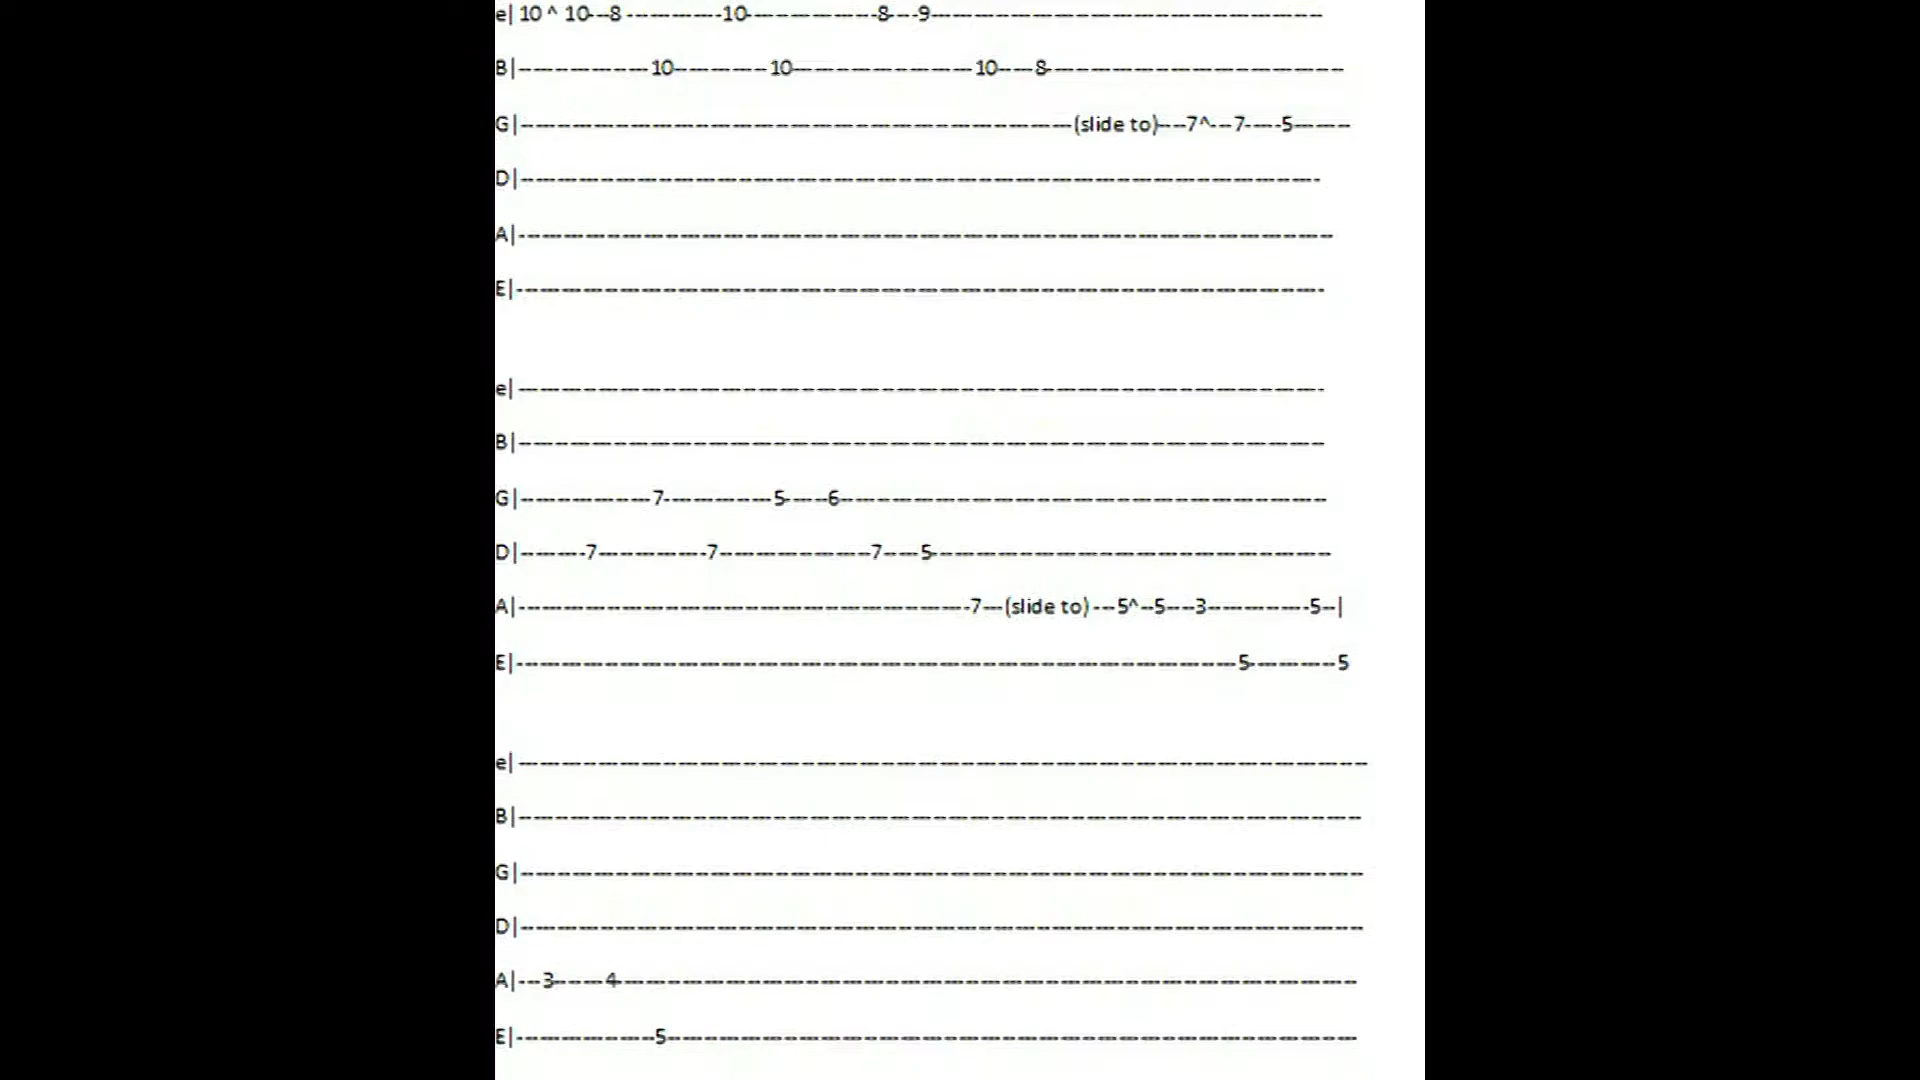 e| 10 ^ 10---8 ---------------10-------------------8----9------------------------------------------------------------
B|--------------------10--------------10---------------------------10-----8---------------------------------------------
G|------------------------------------------------------------------------------------(slide to)----7^---7-----5--------
D|--------------------------------------------------------------------------------------------------------------------------
A|----------------------------------------------------------------------------------------------------------------------------
E|---------------------------------------------------------------------------------------------------------------------------
e|---------------------------------------------------------------------------------------------------------------------------
B|---------------------------------------------------------------------------------------------------------------------------
G|--------------------7----------------5------6--------------------------------------------------------------------------
D|---------7----------------7-----------------------7-----5-------------------------------------------------------------
A|---------------------------------------------------------------------7---(slide to) ---5^--5----3---------------5--|
E|--------------------------------------------------------------------------------------------------------------5-------------5
e|----------------------------------------------------------------------------------------------------------------------------------
B|---------------------------------------------------------------------------------------------------------------------------------
G|---------------------------------------------------------------------------------------------------------------------------------
D|---------------------------------------------------------------------------------------------------------------------------------
A|---3--------4----------------------------------------------------------------------------------------------------------------
E|---------------------5----------------------------------------------------------------------------------------------------------